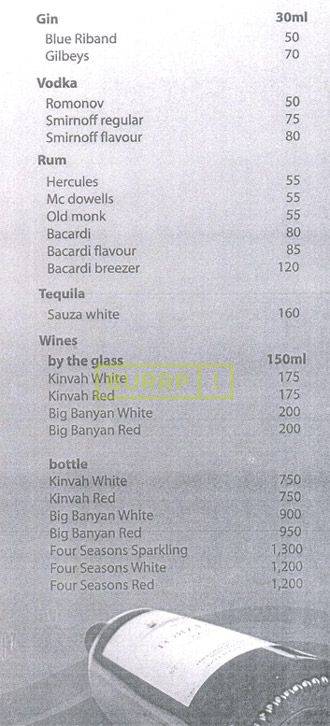 Gin 30ml
Blue Riband 50
Gilbeys 70
Vodka
Romonov 50
Smirnoff regular 75
Smirnoff flavour 80
Rum
Hercules 55
Mc dowells 55
Old monk 55
Bacardi 80
Bacardi flavour 85
Bacardi breezer 120
Tequila
Sauza white 160
Wines
by the glass 150ml
Kinvah White 175
Kinvah Red 175
Big Banyan White 200
Big Banyan Red 200
bottle
Kinvah White 750
Kinvah Red 750
Big Banyan White 900
Big Banyan Red 950
Four Seasons Sparkling 1,300
Four Seasons White 1,200
Four Seasons Red 1,200